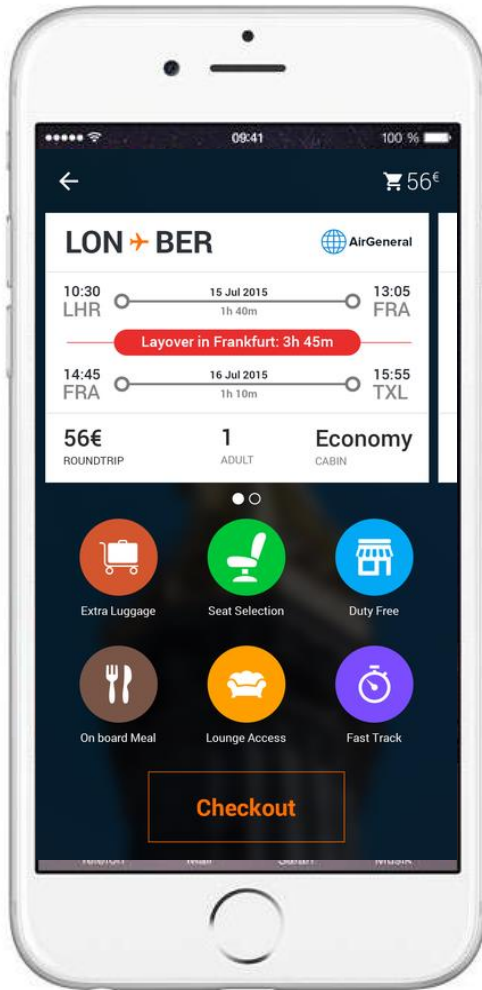 09:41
100 %
56€
LON BER
AirGeneral
10:30
15 Jul 2015
13:05
LHR
1h 40m
FRA
Layover in Frankfurt: 3h 45m
14:45
16 Jul 2015
15:55
FRA
1h 10m
TXL
56€
1
Economy
ROUNDTRIP
ADULT
CABIN
Extra Luggage
Seat Selection
Duty Free
On board Meal
Lounge Access
Fast Track
Checkout